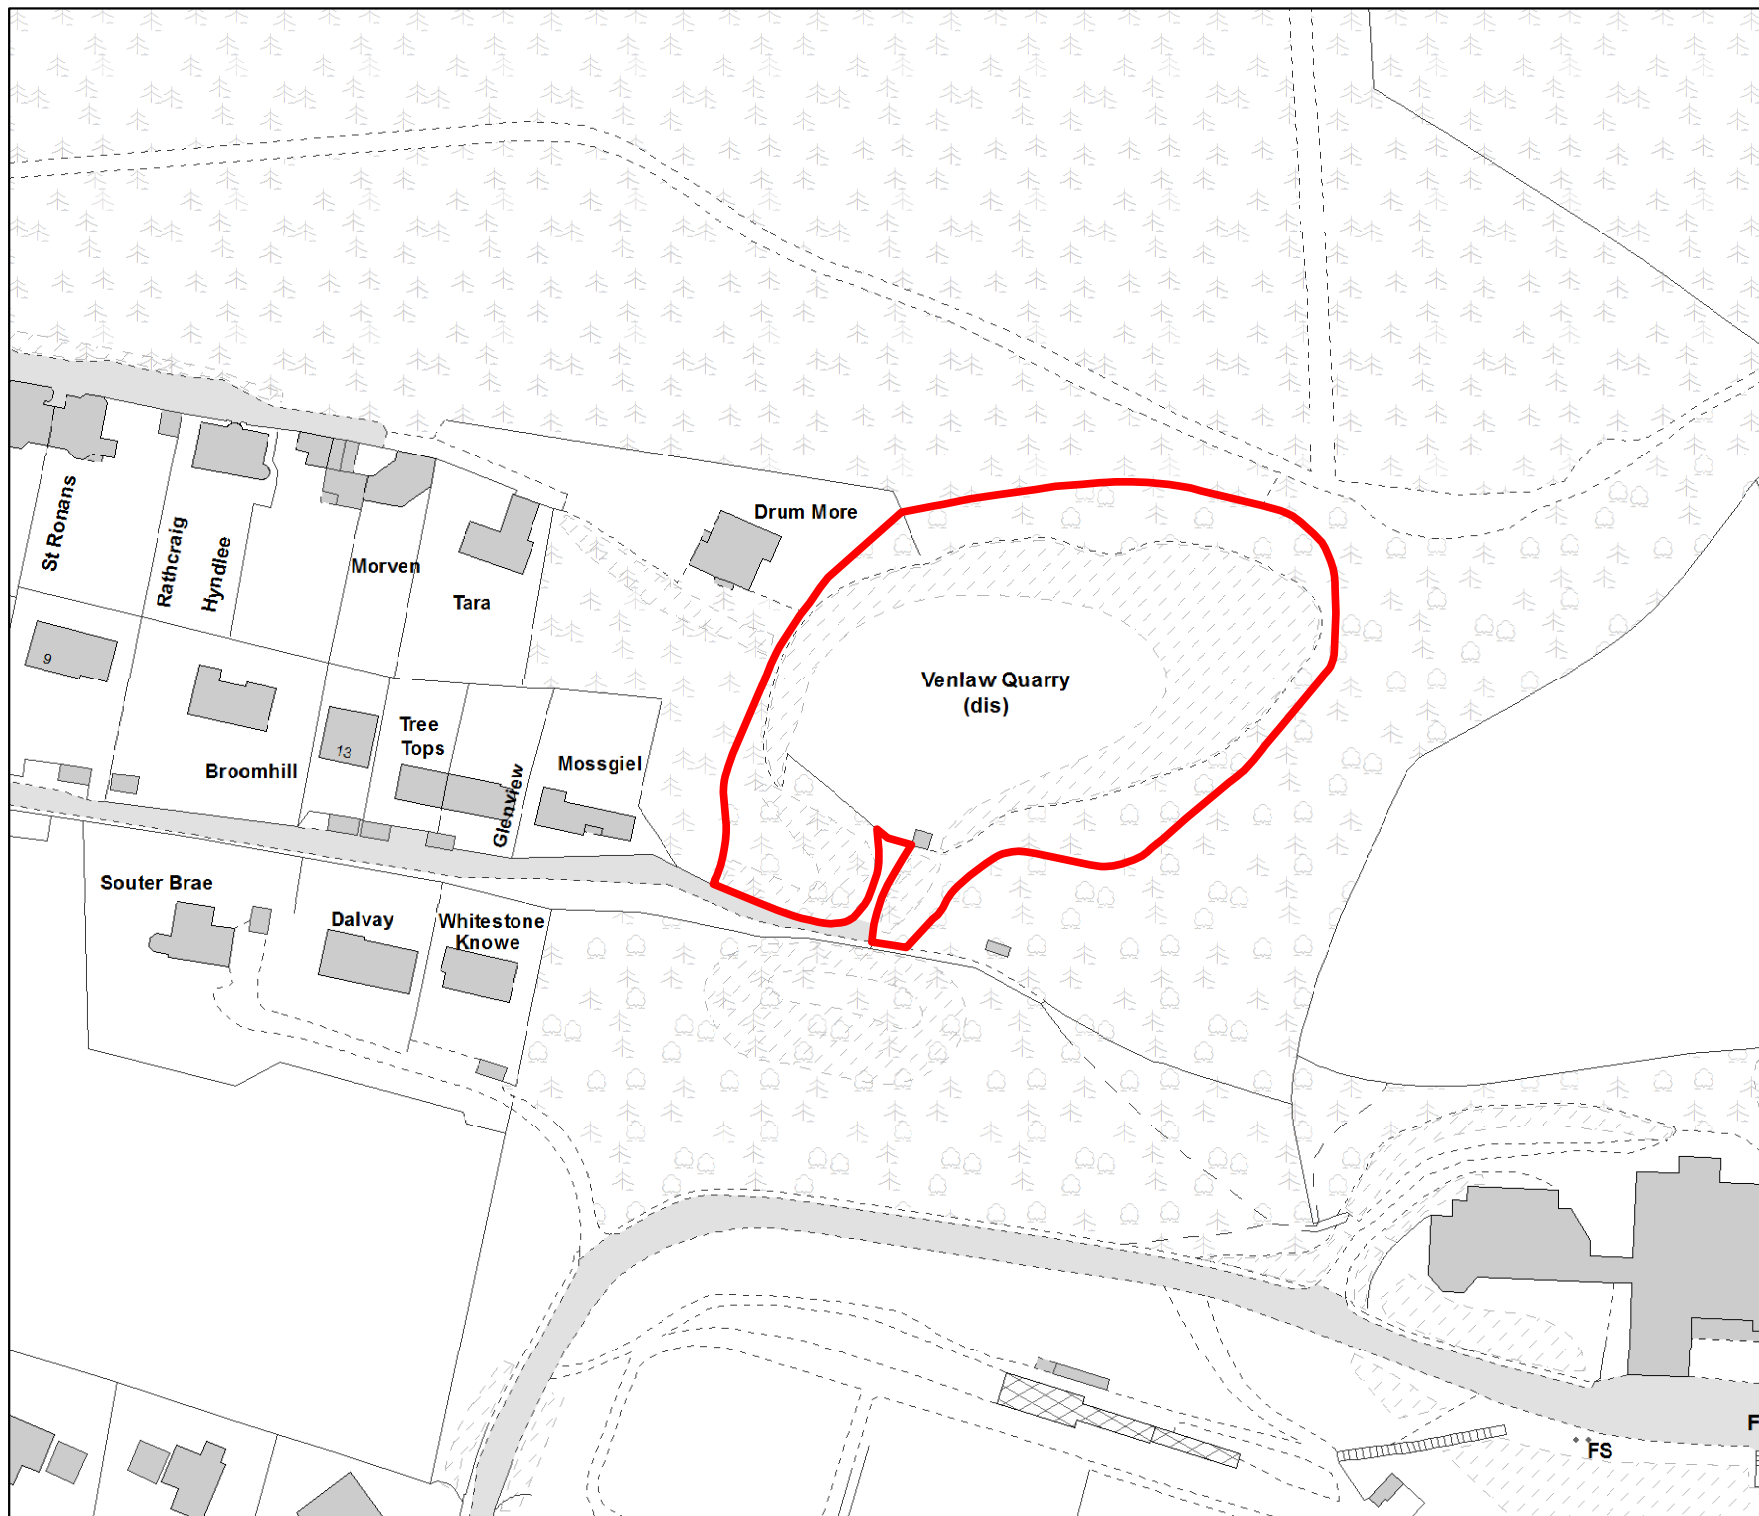 Drum More
St Ronans
Rathcraig
Hyndlee
Morven
Tara
9
Venlaw Quarry
(dis)
Tree
Tops
13
Broomhill
Glenview
Mossgiel
Souter Brae
Dalvay
Whitestone
Knowe
F
FS